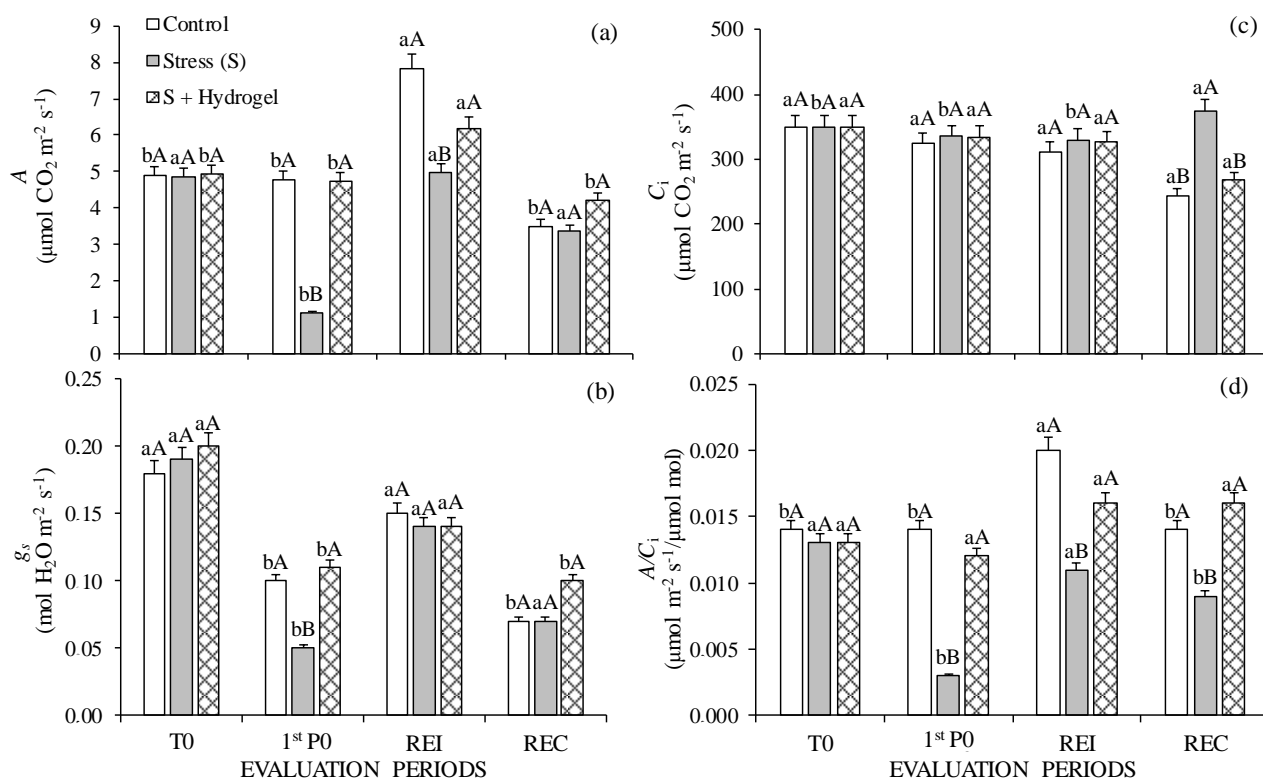 Control
Stress (S)
S + Hydrogel
(a)
A
(µmol CO2 m-2 s-1)
9
8
7
6
5
4
3
2
1
0
bA aA bA
bA bB bA
aA aB aA
bA aA bA
(b)
gs
(mol H2O m-2 s-1)
0.25
0.20
0.15
0.10
0.05
0.00
aA aA aA
bA bB bA
aA aA aA
bA aA bA
T0 1st P0 REI REC
EVALUATION PERIODS
(c)
Ci
(µmol CO2 m-2 s-1)
500
400
300
200
100
0
aA bA aA
aA bA aA
aA bA aA
aB aA aB
(d)
A/Ci
(µmol m-2 s-1/µmol mol)
0.025
0.020
0.015
0.010
0.005
0.000
bA aA aA
bA bB aA
aA aB aA
bA bB aA
T0 1st P0 REI REC
EVALUATION PERIODS